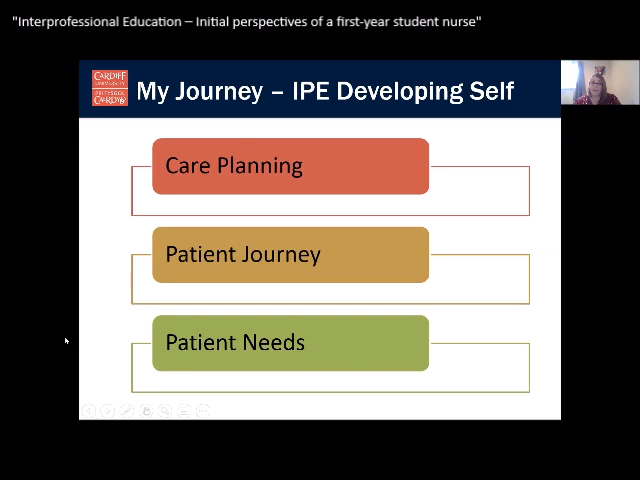 "Interprofessional Education – Initial perspectives of a first-year student nurse"
CARDIFF
UNIVERSITY
PRIFYSGOL
CAERDYDD
My Journey – IPE Developing Self
Care Planning
Patient Journey
Patient Needs